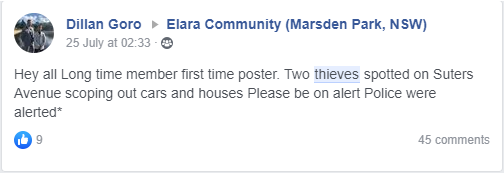 Dillan Goro ▸ Elara Community (Marsden Park, NSW)
25 July at 02:33 ·
Hey all Long time member first time poster. Two thieves spotted on Suters
Avenue scoping out cars and houses Please be on alert Police were
alerted*
9 45 comments